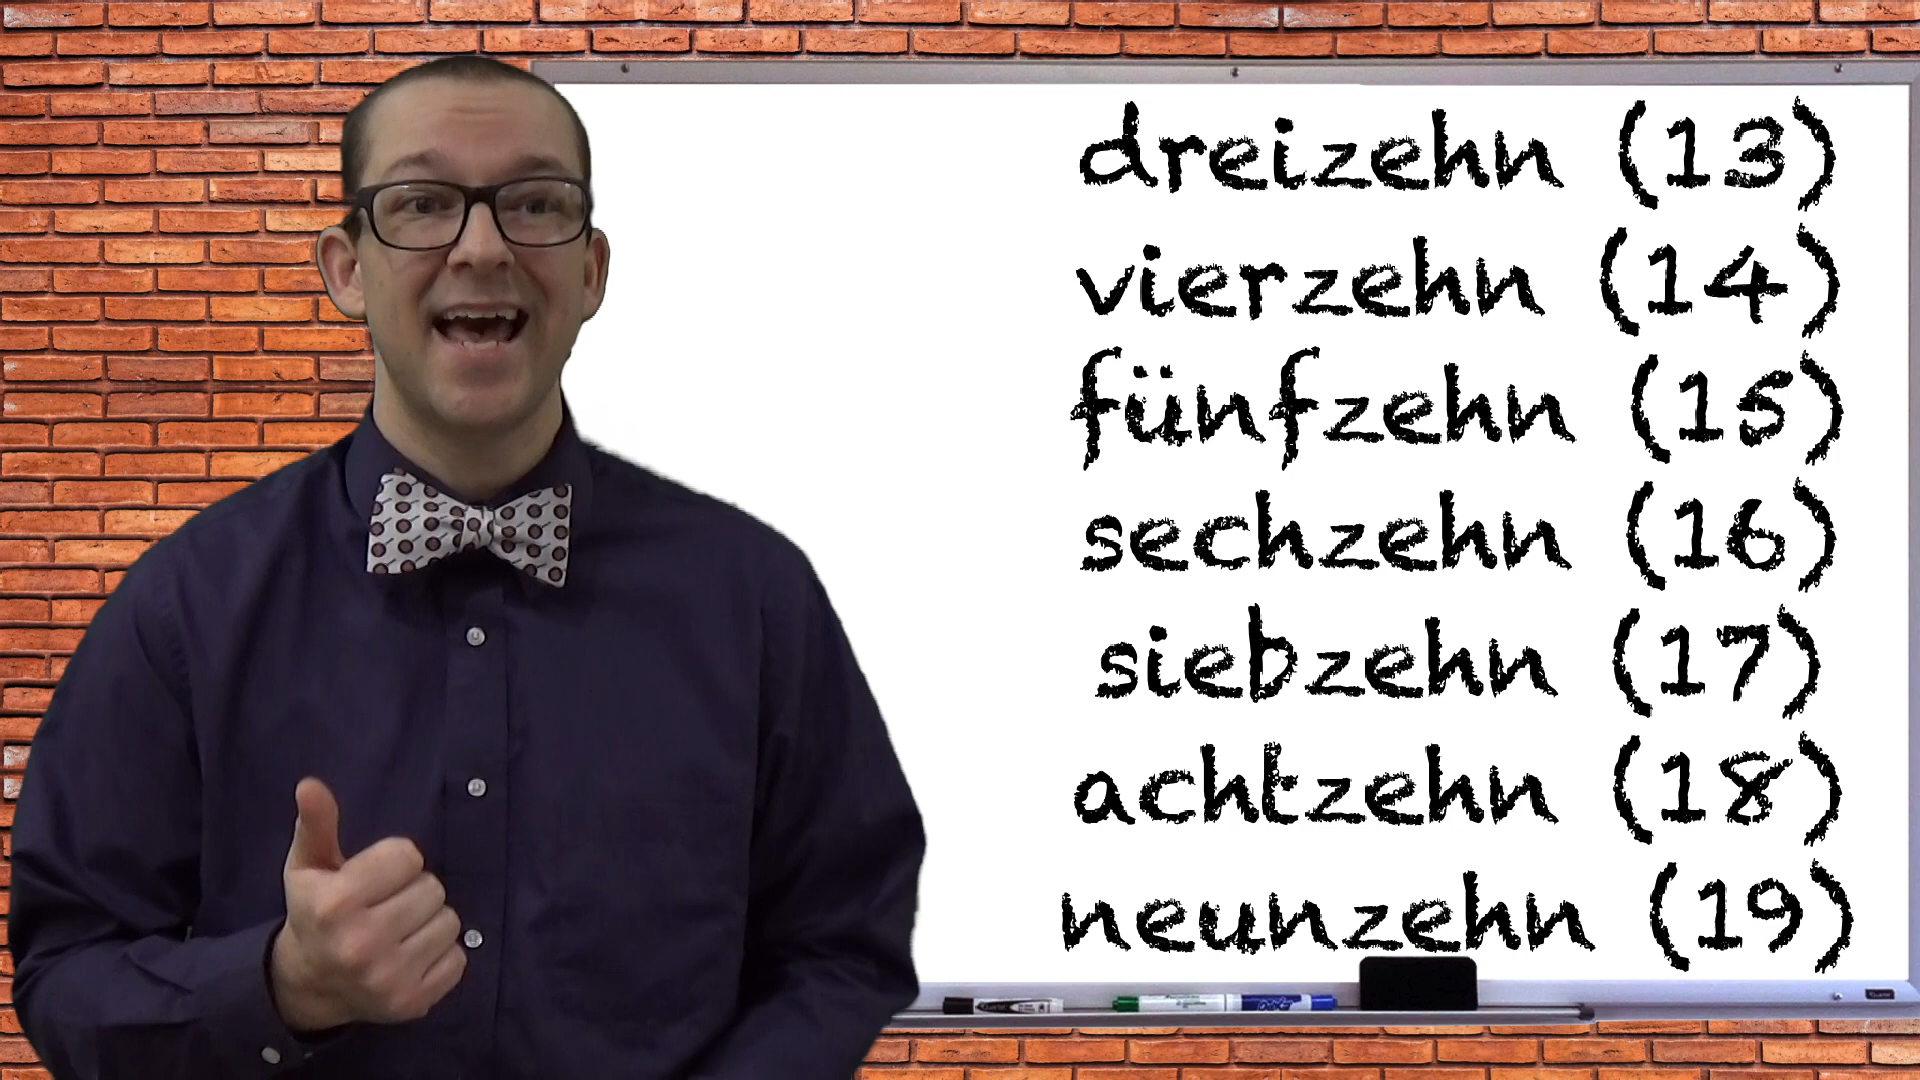 dreizehn (13)
vierzehn (14)
fünfzehn (15)
sechzehn (16)
siebzehn (17)
achtzehn (18)
neunzehn (19)